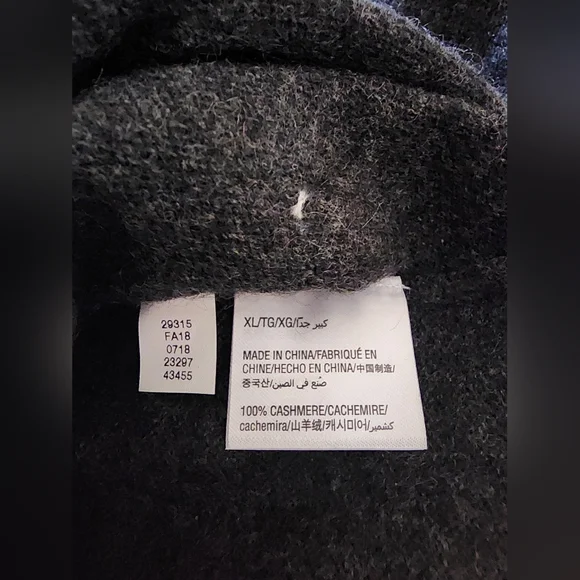 29315
FA18
0718
23297
43455
XL/TG/XG/كبير جدًا
MADE IN CHINA/FABRIQUÉ EN
CHINE/HECHO EN CHINA/中国制造/
중국산/صُنع في الصين
100% CASHMERE/CACHEMIRE/
cachemira/山羊绒/캐시미어/كشمير